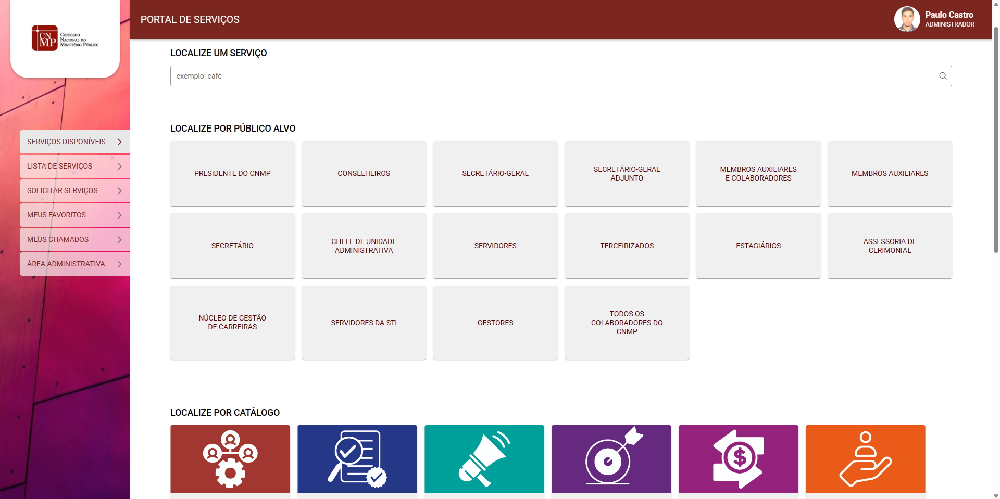 CN
MP
CONSELHO
NACIONAL DO
MINISTÉRIO PÚBLICO
PORTAL DE SERVIÇOS
Paulo Castro
ADMINISTRADOR
SERVIÇOS DISPONÍVEIS
LISTA DE SERVIÇOS
SOLICITAR SERVIÇOS
MEUS FAVORITOS
MEUS CHAMADOS
ÁREA ADMINISTRATIVA
LOCALIZE UM SERVIÇO
exemplo: café
LOCALIZE POR PÚBLICO ALVO
PRESIDENTE DO CNMP
CONSELHEIROS
SECRETÁRIO-GERAL
SECRETÁRIO-GERAL
ADJUNTO
MEMBROS AUXILIARES
E COLABORADORES
MEMBROS AUXILIARES
SECRETÁRIO
CHEFE DE UNIDADE
ADMINISTRATIVA
SERVIDORES
TERCEIRIZADOS
ESTAGIÁRIOS
ASSESSORIA DE
CERIMONIAL
NÚCLEO DE GESTÃO
DE CARREIRAS
SERVIDORES DA STI
GESTORES
TODOS OS
COLABORADORES DO
CNMP
LOCALIZE POR CATÁLOGO
$